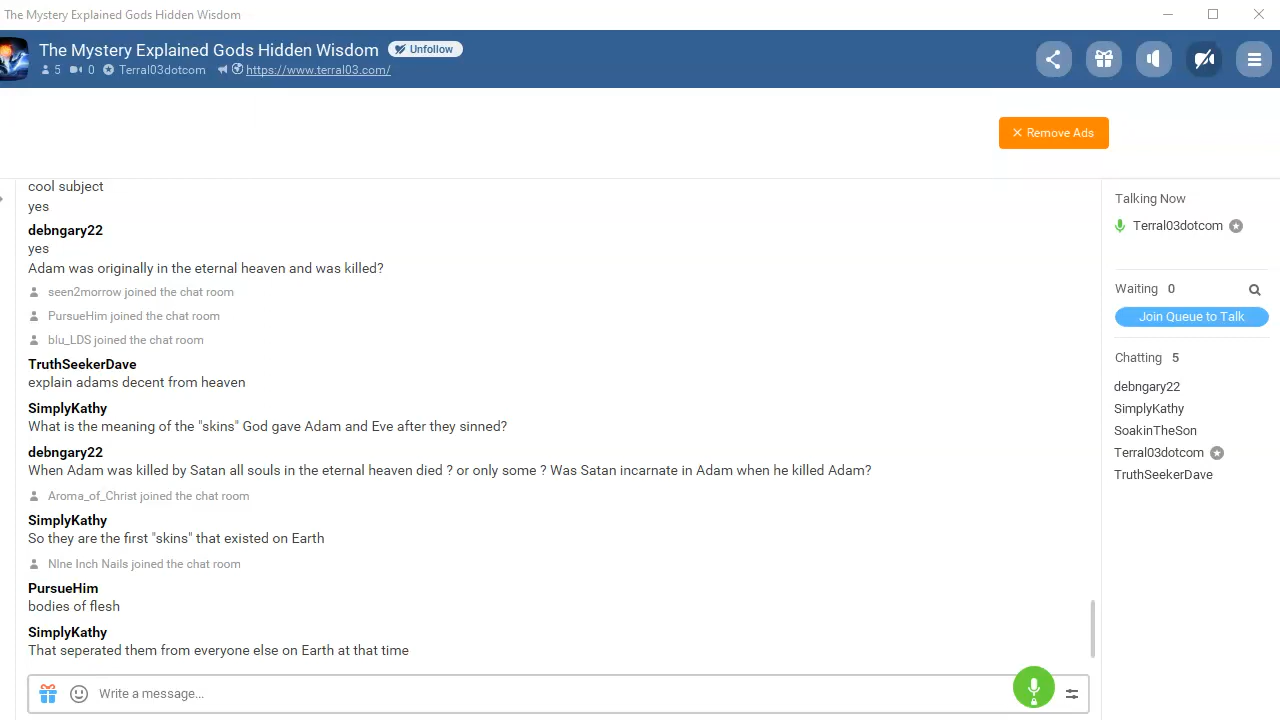 The Mystery Explained Gods Hidden Wisdom
The Mystery Explained Gods Hidden Wisdom Unfollow
5 0 Terral03dotcom https://www.terral03.com/
Remove Ads
cool subject
yes
debngary22
yes
Adam was originally in the eternal heaven and was killed?
seen2morrow joined the chat room
PursueHim joined the chat room
blu_LDS joined the chat room
TruthSeekerDave
explain adams decent from heaven
SimplyKathy
What is the meaning of the "skins" God gave Adam and Eve after they sinned?
debngary22
When Adam was killed by Satan all souls in the eternal heaven died ? or only some ? Was Satan incarnate in Adam when he killed Adam?
Aroma_of_Christ joined the chat room
SimplyKathy
So they are the first "skins" that existed on Earth
NIne Inch Nails joined the chat room
PursueHim
bodies of flesh
SimplyKathy
That seperated them from everyone else on Earth at that time
Write a message...
Talking Now
Terral03dotcom
Waiting 0
Join Queue to Talk
Chatting 5
debngary22
SimplyKathy
SoakinTheSon
Terral03dotcom
TruthSeekerDave